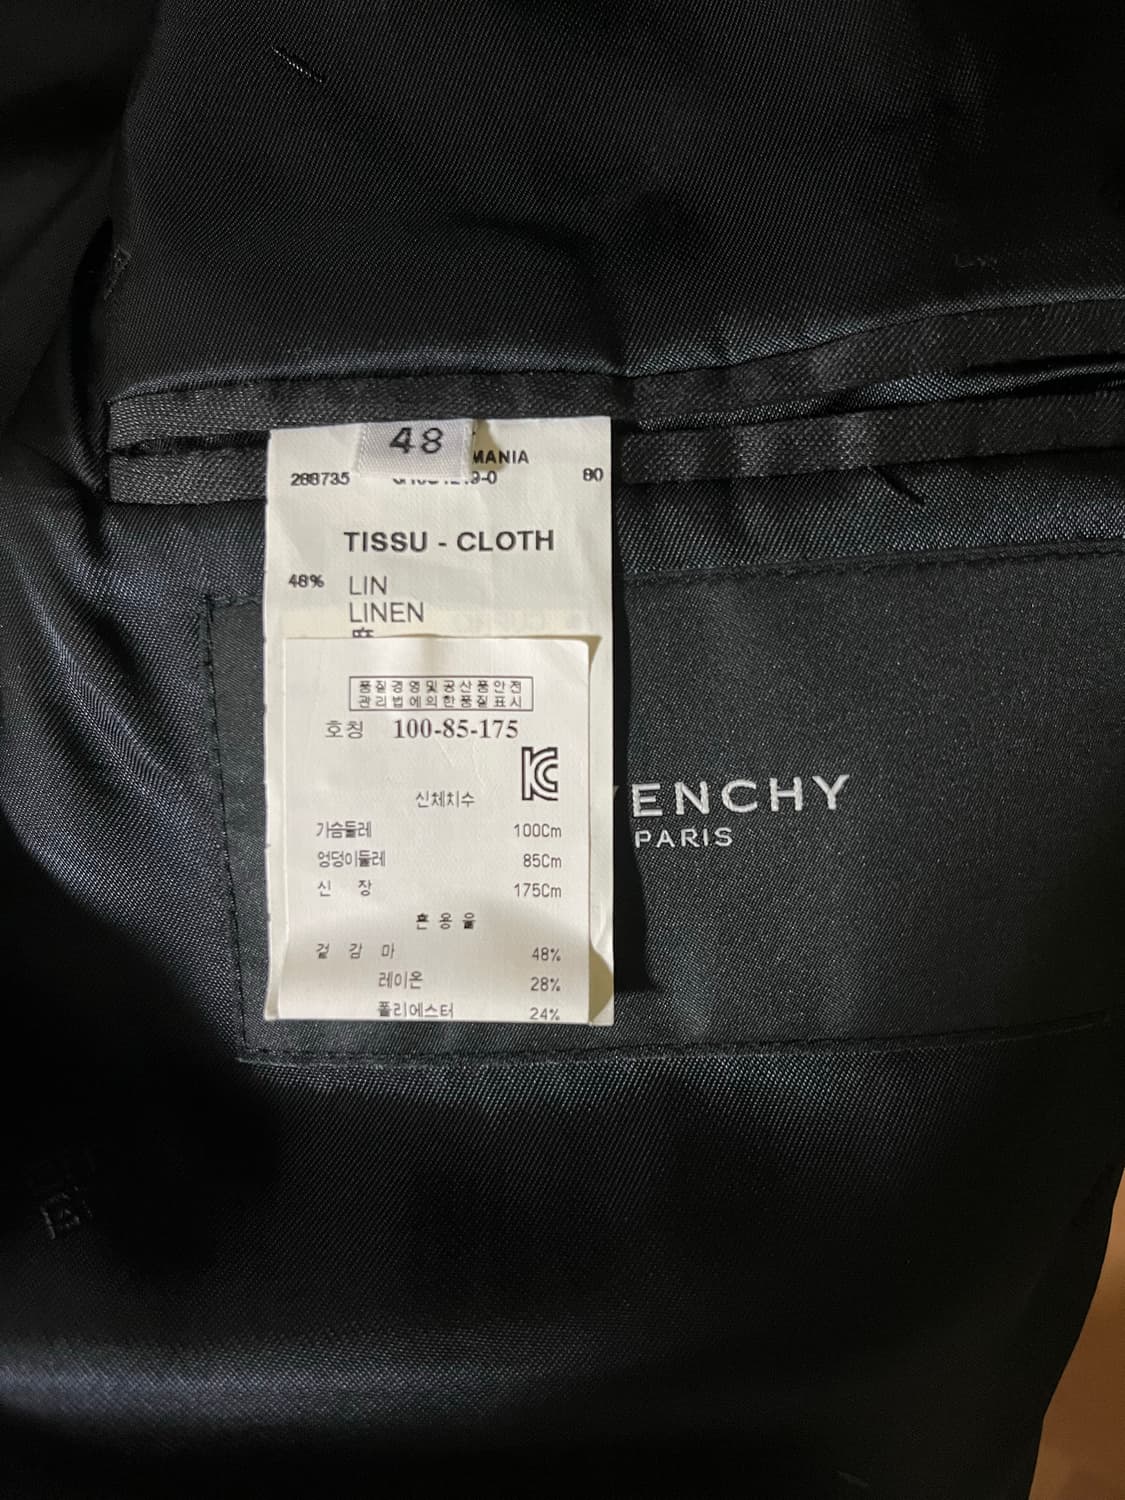 48
MANIA
288735
80
TISSU - CLOTH
48% LIN
LINEN
품질경영및공산품안전
관리법에의한품질표시
호칭 100-85-175
신체치수
가슴둘레 100Cm
엉덩이둘레 85Cm
신 장 175Cm
혼 용 율
겉 감 마 48%
레이온 28%
폴리에스터 24%
ENCHY
PARIS